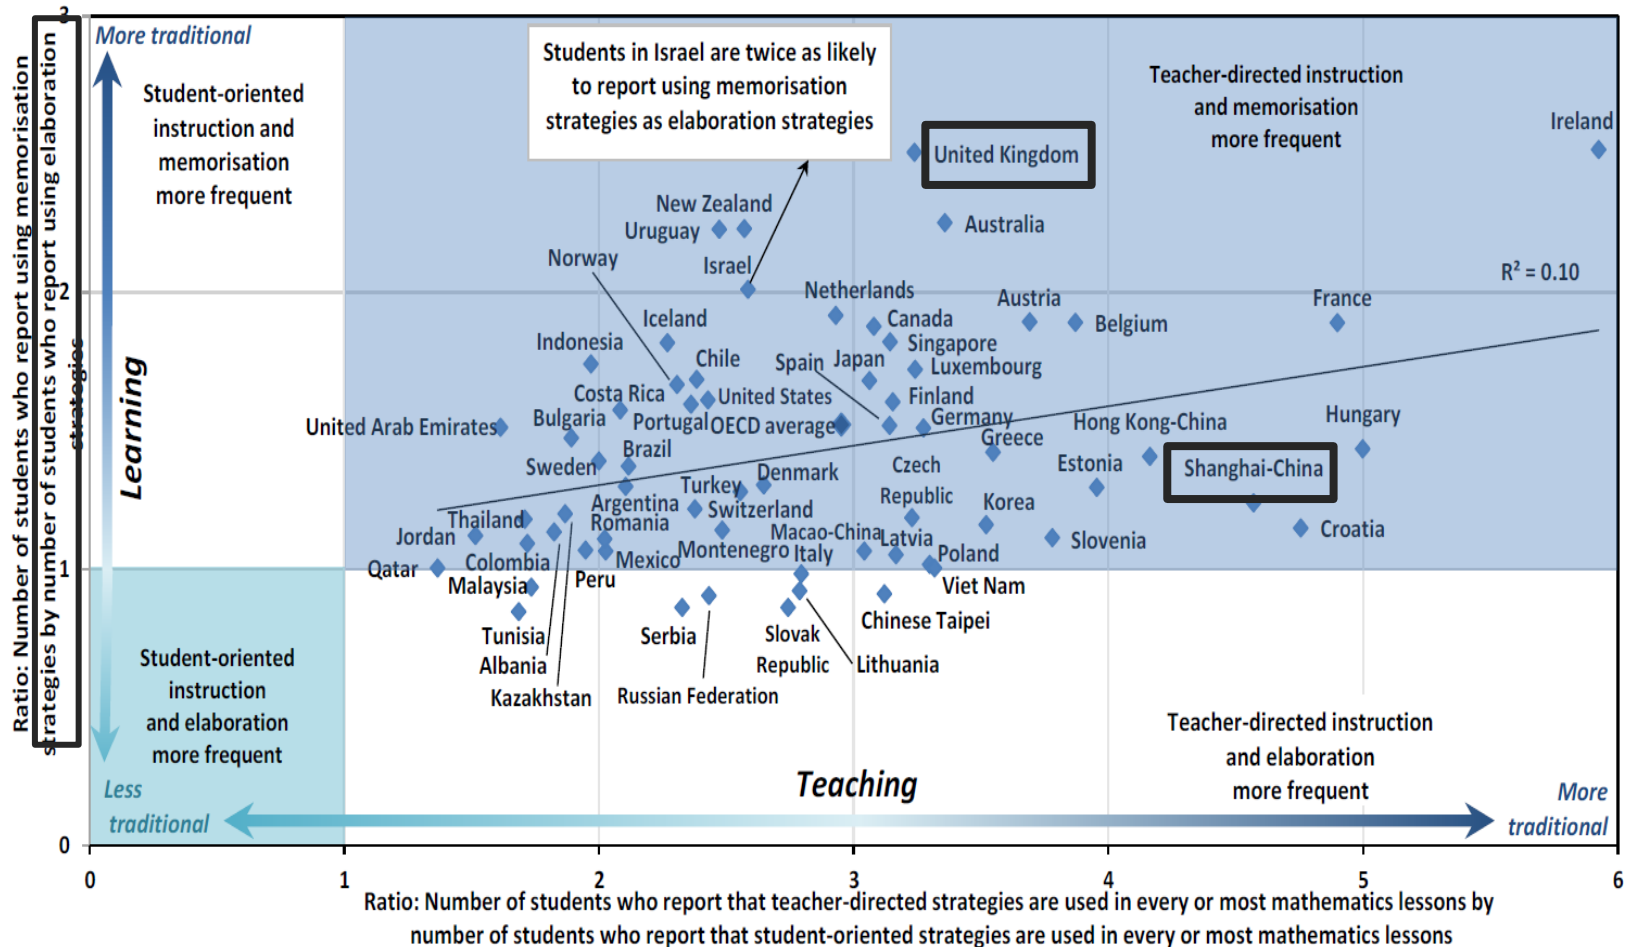 3
More traditional
Student-oriented
instruction and
memorisation
more frequent
Students in Israel are twice as likely
to report using memorisation
strategies as elaboration strategies
Teacher-directed instruction
and memorisation
more frequent
Ireland
United Kingdom
New Zealand
Uruguay
Australia
Norway
Israel
R² = 0.10
2
Netherlands
Austria
France
Iceland
Canada
Belgium
Indonesia
Singapore
Chile
Spain
Japan
Luxembourg
Costa Rica
United States
Finland
United Arab Emirates
Bulgaria
Portugal
OECD average
Germany
Hong Kong-China
Hungary
Greece
Brazil
Sweden
Denmark
Czech
Republic
Estonia
Shanghai-China
Turkey
Argentina
Switzerland
Korea
Thailand
Romania
Macao-China
Latvia
Croatia
Jordan
Slovenia
Colombia
Mexico
Montenegro
Italy
Poland
1
Qatar
Malaysia
Peru
Viet Nam
Tunisia
Serbia
Slovak
Republic
Chinese Taipei
Albania
Lithuania
Kazakhstan
Russian Federation
Student-oriented
instruction
and elaboration
more frequent
Teacher-directed instruction
and elaboration
more frequent
Learning
Teaching
Less
traditional
More
traditional
0
0
1
2
3
4
5
6
Ratio: Number of students who report using memorisation
strategies by number of students who report using elaboration
strategies
Ratio: Number of students who report that teacher-directed strategies are used in every or most mathematics lessons by
number of students who report that student-oriented strategies are used in every or most mathematics lessons